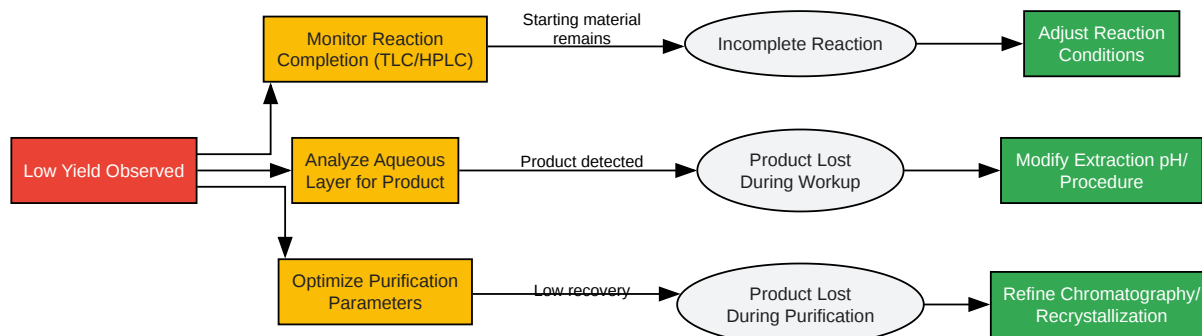 Monitor Reaction
Completion (TLC/HPLC)
Starting material
remains
Incomplete Reaction
Adjust Reaction
Conditions
Low Yield Observed
Analyze Aqueous
Layer for Product
Product detected
Product Lost
During Workup
Modify Extraction pH/
Procedure
Optimize Purification
Parameters
Low recovery
Product Lost
During Purification
Refine Chromatography/
Recrystallization